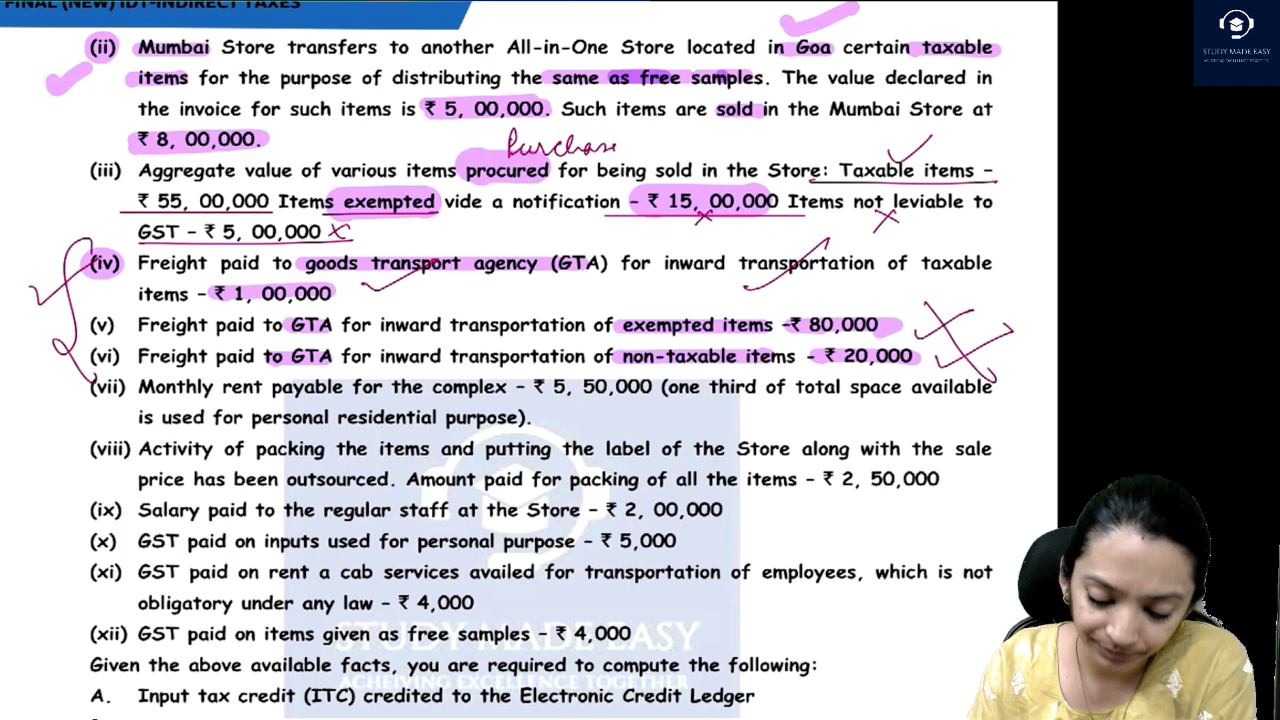 FINAL (NEW) IDT-INDIRECT TAXES
STUDY MADE EASY
ACHIEVING EXCELLENCE TOGETHER
(ii) Mumbai Store transfers to another All-in-One Store located in Goa certain taxable
items for the purpose of distributing the same as free samples. The value declared in
the invoice for such items is ₹ 5, 00,000. Such items are sold in the Mumbai Store at
₹ 8, 00,000.
Purchase
(iii) Aggregate value of various items procured for being sold in the Store: Taxable items –
₹ 55, 00,000 Items exempted vide a notification – ₹ 15, 00,000 Items not leviable to
GST – ₹ 5, 00,000
(iv) Freight paid to goods transport agency (GTA) for inward transportation of taxable
items – ₹ 1, 00,000
(v) Freight paid to GTA for inward transportation of exempted items -₹ 80,000
(vi) Freight paid to GTA for inward transportation of non-taxable items – ₹ 20,000
(vii) Monthly rent payable for the complex – ₹ 5, 50,000 (one third of total space available
is used for personal residential purpose).
(viii) Activity of packing the items and putting the label of the Store along with the sale
price has been outsourced. Amount paid for packing of all the items – ₹ 2, 50,000
(ix) Salary paid to the regular staff at the Store – ₹ 2, 00,000
(x) GST paid on inputs used for personal purpose – ₹ 5,000
(xi) GST paid on rent a cab services availed for transportation of employees, which is not
obligatory under any law – ₹ 4,000
(xii) GST paid on items given as free samples – ₹ 4,000
STUDY MADE EASY
Given the above available facts, you are required to compute the following:
ACHEIVING EXCELLENCE TOGETHER
A. Input tax credit (ITC) credited to the Electronic Credit Ledger